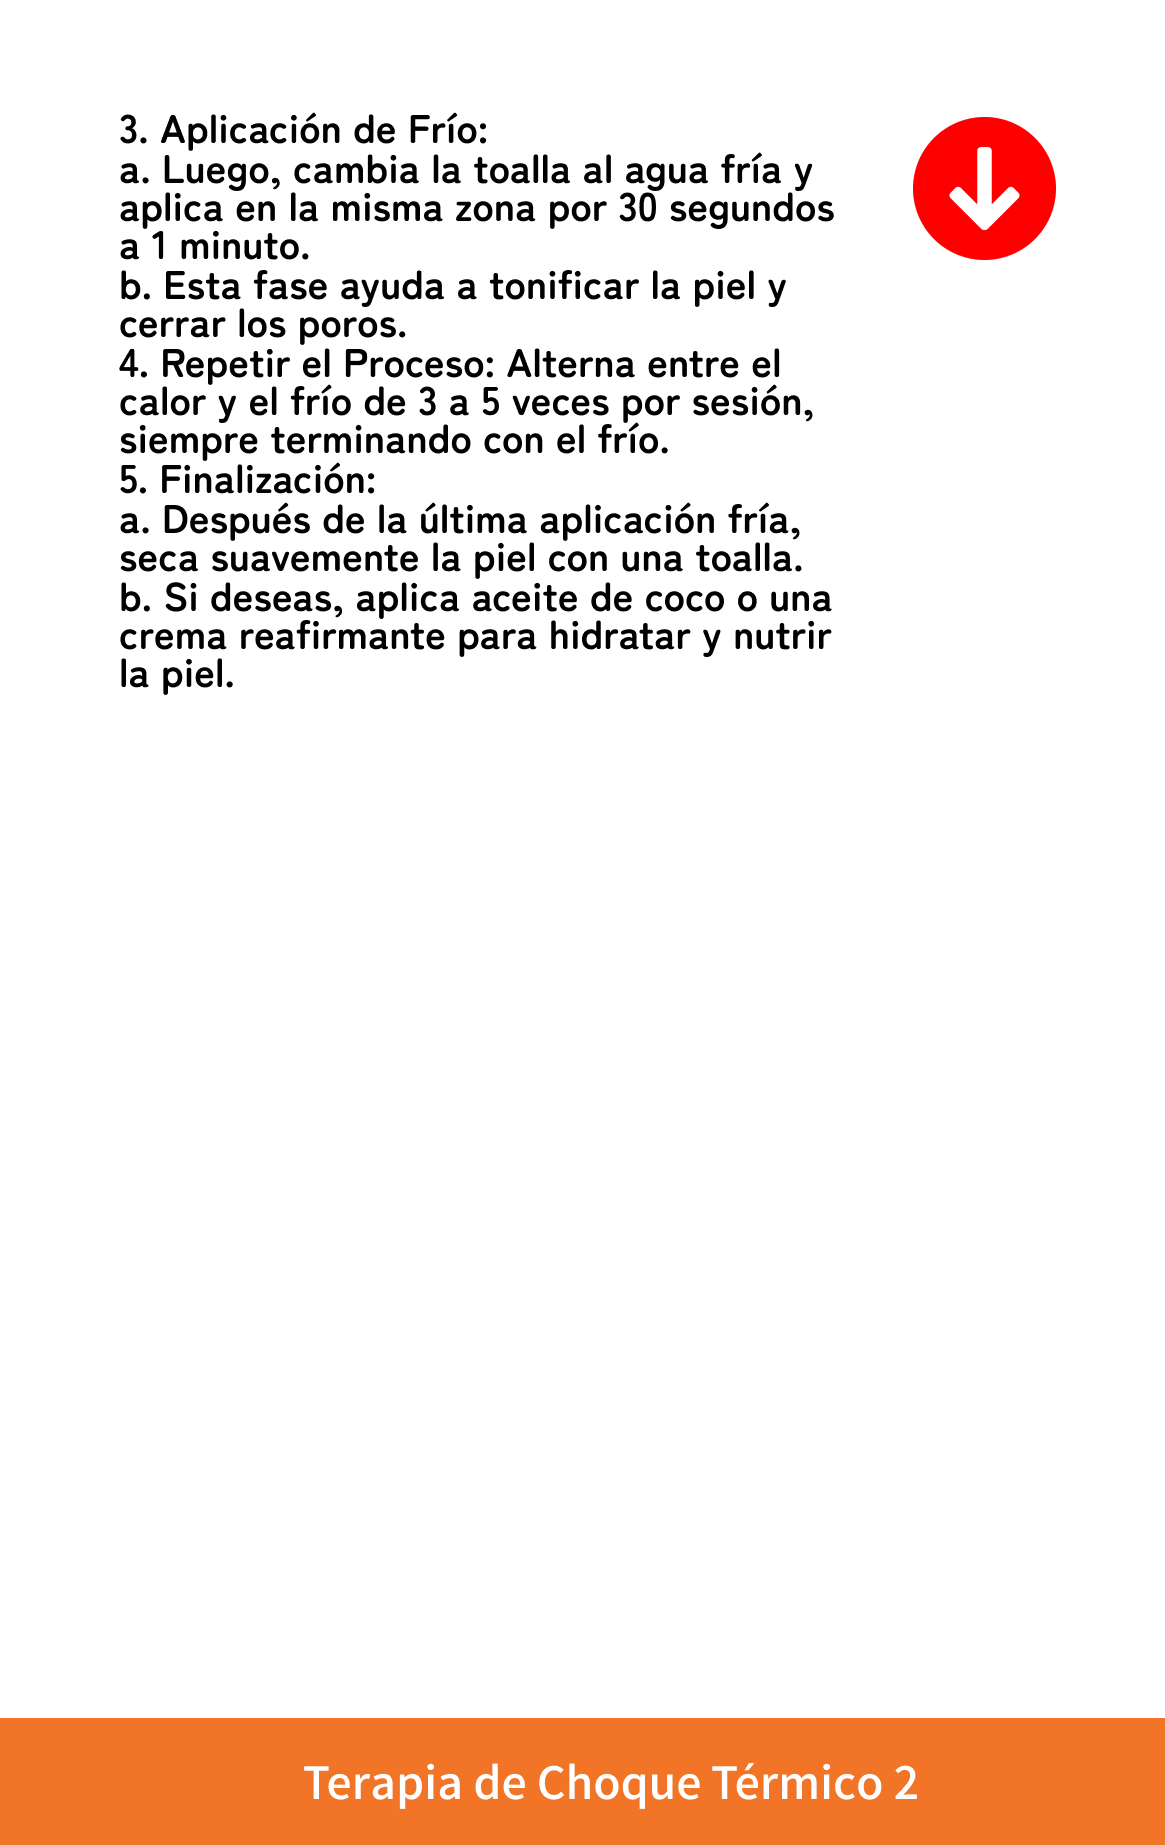 3. Aplicación de Frío:
a. Luego, cambia la toalla al agua fría y
aplica en la misma zona por 30 segundos
a 1 minuto.
b. Esta fase ayuda a tonificar la piel y
cerrar los poros.
4. Repetir el Proceso: Alterna entre el
calor y el frío de 3 a 5 veces por sesión,
siempre terminando con el frío.
5. Finalización:
a. Después de la última aplicación fría,
seca suavemente la piel con una toalla.
b. Si deseas, aplica aceite de coco o una
crema reafirmante para hidratar y nutrir
la piel.
Terapia de Choque Térmico 2